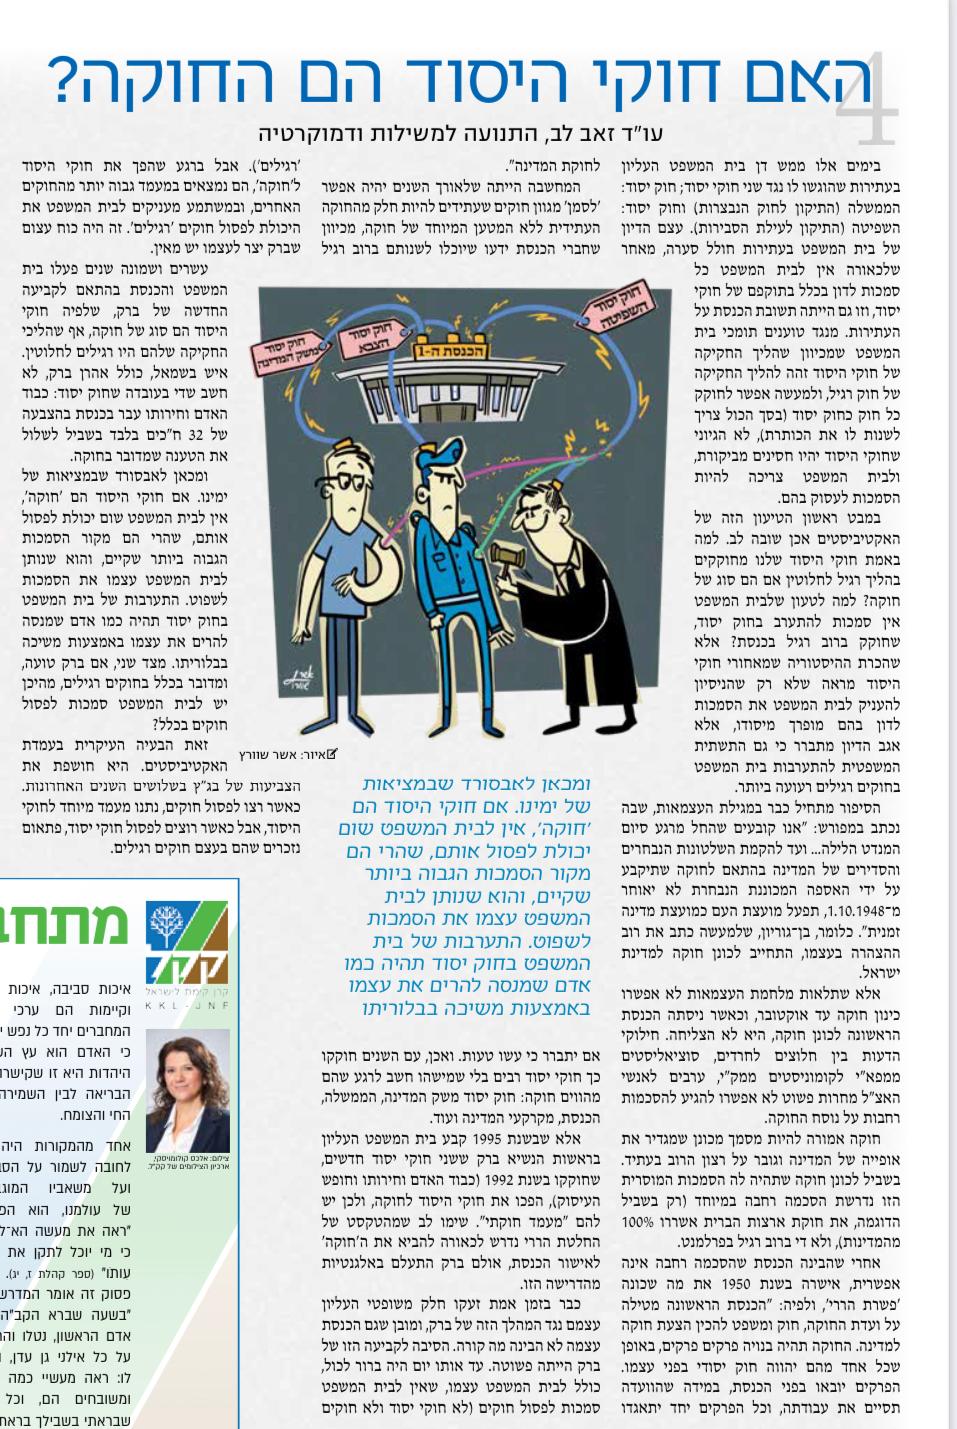 4
האם חוקי היסוד הם החוקה?
עו"ד זאב לב, התנועה למשילות ודמוקרטיה
בימים אלו ממש דן בית המשפט העליון
בעתירות שהוגשו לו נגד שני חוקי יסוד; חוק יסוד:
הממשלה (התיקון לחוק הנבצרות) וחוק יסוד:
השפיטה (התיקון לעילת הסבירות). עצם הדיון
של בית המשפט בעתירות חולל סערה, מאחר
שלכאורה אין לבית המשפט כל
סמכות לדון בכלל בתוקפם של חוקי
יסוד, וזו גם הייתה תשובת הכנסת על
העתירות. מנגד טוענים תומכי בית
המשפט שמכיוון שהליך החקיקה
של חוקי היסוד זהה להליך החקיקה
של חוק רגיל, ולמעשה אפשר לחוקק
כל חוק כחוק יסוד (בסך הכול צריך
לשנות לו את הכותרת), לא הגיוני
שחוקי היסוד יהיו חסינים מביקורת,
ולבית המשפט צריכה להיות
הסמכות לעסוק בהם.
במבט ראשון הטיעון הזה של
האקטיביסטים אכן שובה לב. למה
באמת חוקי היסוד שלנו מחוקקים
בהליך רגיל לחלוטין אם הם סוג של
חוקה? למה לטעון שלבית המשפט
אין סמכות להתערב בחוק יסוד,
שחוקק ברוב רגיל בכנסת? אלא
שהכרת ההיסטוריה שמאחורי חוקי
היסוד מראה שלא רק שהניסיון
להעניק לבית המשפט את הסמכות
לדון בהם מופרך מיסודו, אלא
אגב הדיון מתברר כי גם התשתית
המשפטית להתערבות בית המשפט
בחוקים רגילים רעועה ביותר.
הסיפור מתחיל כבר במגילת העצמאות, שבה
נכתב במפורש: "אנו קובעים שהחל מרגע סיום
המנדט הלילה... ועד להקמת השלטונות הנבחרים
והסדירים של המדינה בהתאם לחוקה שתיקבע
על ידי האספה המכוננת הנבחרת לא יאוחר
מ־1.10.1948, תפעל מועצת העם כמועצת מדינה
זמנית". כלומר, בן־גוריון, שלמעשה כתב את רוב
ההצהרה בעצמו, התחייב לכונן חוקה למדינת
ישראל.
אלא שתלאות מלחמת העצמאות לא אפשרו
כינון חוקה עד אוקטובר, וכאשר ניסתה הכנסת
הראשונה לכונן חוקה, היא לא הצליחה. חילוקי
הדעות בין חלוצים לחרדים, סוציאליסטים
ממפא"י לקומוניסטים ממק"י, ערבים לאנשי
האצ"ל מחרות פשוט לא אפשרו להגיע להסכמות
רחבות על נוסח החוקה.
חוקה אמורה להיות מסמך מכונן שמגדיר את
אופייה של המדינה וגובר על רצון הרוב בעתיד.
בשביל לכונן חוקה שתהיה לה הסמכות המוסרית
הזו נדרשת הסכמה רחבה במיוחד (רק בשביל
הדוגמה, את חוקת ארצות הברית אשררו 100%
מהמדינות), ולא די ברוב רגיל בפרלמנט.
אחרי שהבינה הכנסת שהסכמה רחבה אינה
אפשרית, אישרה בשנת 1950 את מה שכונה
'פשרת הררי', ולפיה: "הכנסת הראשונה מטילה
על ועדת החוקה, חוק ומשפט להכין הצעת חוקה
למדינה. החוקה תהיה בנויה פרקים פרקים, באופן
שכל אחד מהם יהווה חוק יסודי בפני עצמו.
הפרקים יובאו בפני הכנסת, במידה שהוועדה
תסיים את עבודתה, וכל הפרקים יחד יתאגדו
לחוקת המדינה".
המחשבה הייתה שלאורך השנים יהיה אפשר
'לסמן' מגוון חוקים שעתידים להיות חלק מהחוקה
העתידית ללא המטען המיוחד של חוקה, מכיוון
שחברי הכנסת ידעו שיוכלו לשנותם ברוב רגיל
חוק יסוד
השפיטה
חוק יסוד
הצבא
חוק יסוד
משק המדינה
הכנסת ה-1
אשר
שוורץ
איור: אשר שוורץ
ומכאן לאבסורד שבמציאות
של ימינו. אם חוקי היסוד הם
'חוקה', אין לבית המשפט שום
יכולת לפסול אותם, שהרי הם
מקור הסמכות הגבוה ביותר
שקיים, והוא שנותן לבית
המשפט עצמו את הסמכות
לשפוט. התערבות של בית
המשפט בחוק יסוד תהיה כמו
אדם שמנסה להרים את עצמו
באמצעות משיכה בבלוריתו
אם יתברר כי עשו טעות. ואכן, עם השנים חוקקו
כך חוקי יסוד רבים בלי שמישהו חשב לרגע שהם
מהווים חוקה: חוק יסוד משק המדינה, הממשלה,
הכנסת, מקרקעי המדינה ועוד.
אלא שבשנת 1995 קבע בית המשפט העליון
בראשות הנשיא ברק ששני חוקי יסוד חדשים,
שחוקקו בשנת 1992 (כבוד האדם וחירותו וחופש
העיסוק), הפכו את חוקי היסוד לחוקה, ולכן יש
להם "מעמד חוקתי". שימו לב שמהטקסט של
החלטת הררי נדרש לכאורה להביא את ה'חוקה'
לאישור הכנסת, אולם ברק התעלם באלגנטיות
מהדרישה הזו.
כבר בזמן אמת זעקו חלק משופטי העליון
עצמם נגד המהלך הזה של ברק, ומובן שגם הכנסת
עצמה לא הבינה מה קורה. הסיבה לקביעה הזו של
ברק הייתה פשוטה. עד אותו יום היה ברור לכול,
כולל לבית המשפט עצמו, שאין לבית המשפט
סמכות לפסול חוקים (לא חוקי יסוד ולא חוקים
'רגילים'). אבל ברגע שהפך את חוקי היסוד
ל'חוקה', הם נמצאים במעמד גבוה יותר מהחוקים
האחרים, ובמשתמע מעניקים לבית המשפט את
היכולת לפסול חוקים 'רגילים'. זה היה כוח עצום
שברק יצר לעצמו יש מאין.
עשרים ושמונה שנים פעלו בית
המשפט והכנסת בהתאם לקביעה
החדשה של ברק, שלפיה חוקי
היסוד הם סוג של חוקה, אף שהליכי
החקיקה שלהם היו רגילים לחלוטין.
איש בשמאל, כולל אהרן ברק, לא
חשב שדי בעובדה שחוק יסוד: כבוד
האדם וחירותו עבר בכנסת בהצבעה
של 32 ח"כים בלבד בשביל לשלול
את הטענה שמדובר בחוקה.
ומכאן לאבסורד שבמציאות של
ימינו. אם חוקי היסוד הם 'חוקה',
אין לבית המשפט שום יכולת לפסול
אותם, שהרי הם מקור הסמכות
הגבוה ביותר שקיים, והוא שנותן
לבית המשפט עצמו את הסמכות
לשפוט. התערבות של בית המשפט
בחוק יסוד תהיה כמו אדם שמנסה
להרים את עצמו באמצעות משיכה
בבלוריתו. מצד שני, אם ברק טועה,
ומדובר בכלל בחוקים רגילים, מהיכן
יש לבית המשפט סמכות לפסול
חוקים בכלל?
זאת הבעיה העיקרית בעמדת
האקטיביסטים. היא חושפת את
הצביעות של בג"ץ בשלושים השנים האחרונות.
כאשר רצו לפסול חוקים, נתנו מעמד מיוחד לחוקי
היסוד, אבל כאשר רוצים לפסול חוקי יסוד, פתאום
נזכרים שהם בעצם חוקים רגילים.
קקל
קרן קימת לישראל
KKL-JNF
צילום: אלכס קולומויסקי,
ארכיון הצילומים של קק"ל.
מתחב
איכות סביבה, איכות
וקיימות הם ערכי
המחברים יחד כל נפש י
כי האדם הוא עץ הש
היהדות היא זו שקישרה
הבריאה לבין השמירה
החי והצומח.
אחד מהמקורות היה
לחובה לשמור על הסב
ועל משאביו המוגב
של עולמנו, הוא הפ
"ראה את מעשה הא־ל
כי מי יוכל לתקן את
עִותוֹ" (ספר קהלת ז, יג).
פסוק זה אומר המדרש
"בשעה שברא הקב"ה
אדם הראשון, נטלו והח
על כל אילני גן עדן,
לו: ראה מעשיי כמה
ומשובחים הם, וכל
שבראתי בשבילך בראת